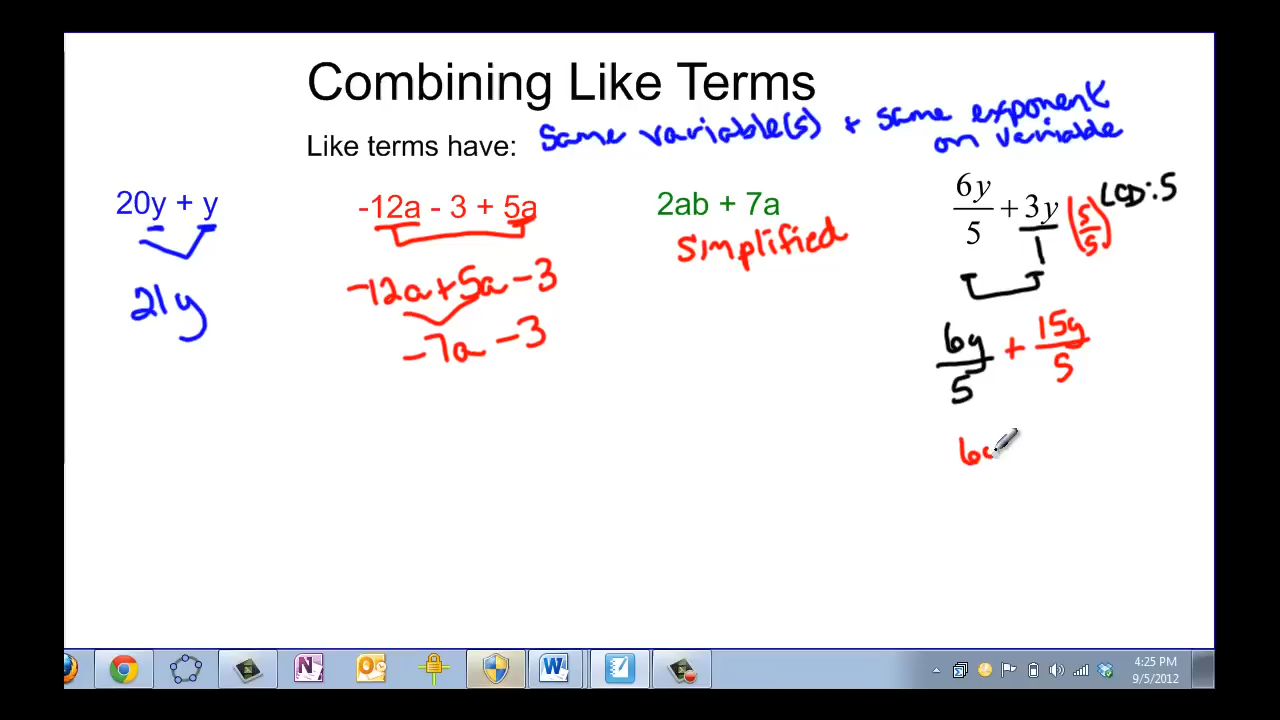 Combining Like Terms
Like terms have: same variable(s) + same exponent
on variable
20y + y
21y
-12a - 3 + 5a
-12a+5a-3
-7a -3
2ab + 7a
simplified
6y/5 + 3y/1 (5/5) LCD: 5
6y/5 + 15y/5
6
4:25 PM
9/5/2012